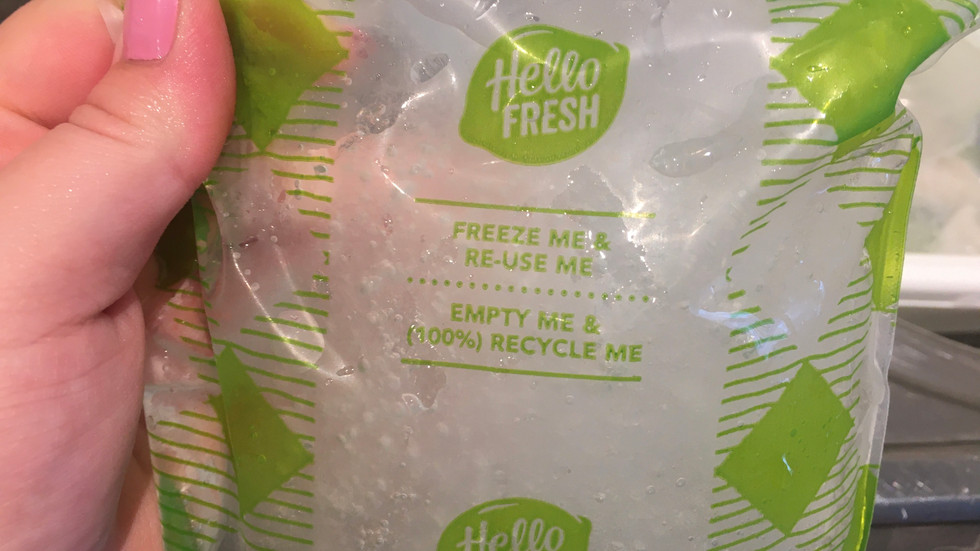 Hello
FRESH
FREEZE ME &
RE-USE ME
EMPTY ME &
(100%) RECYCLE ME
Hello